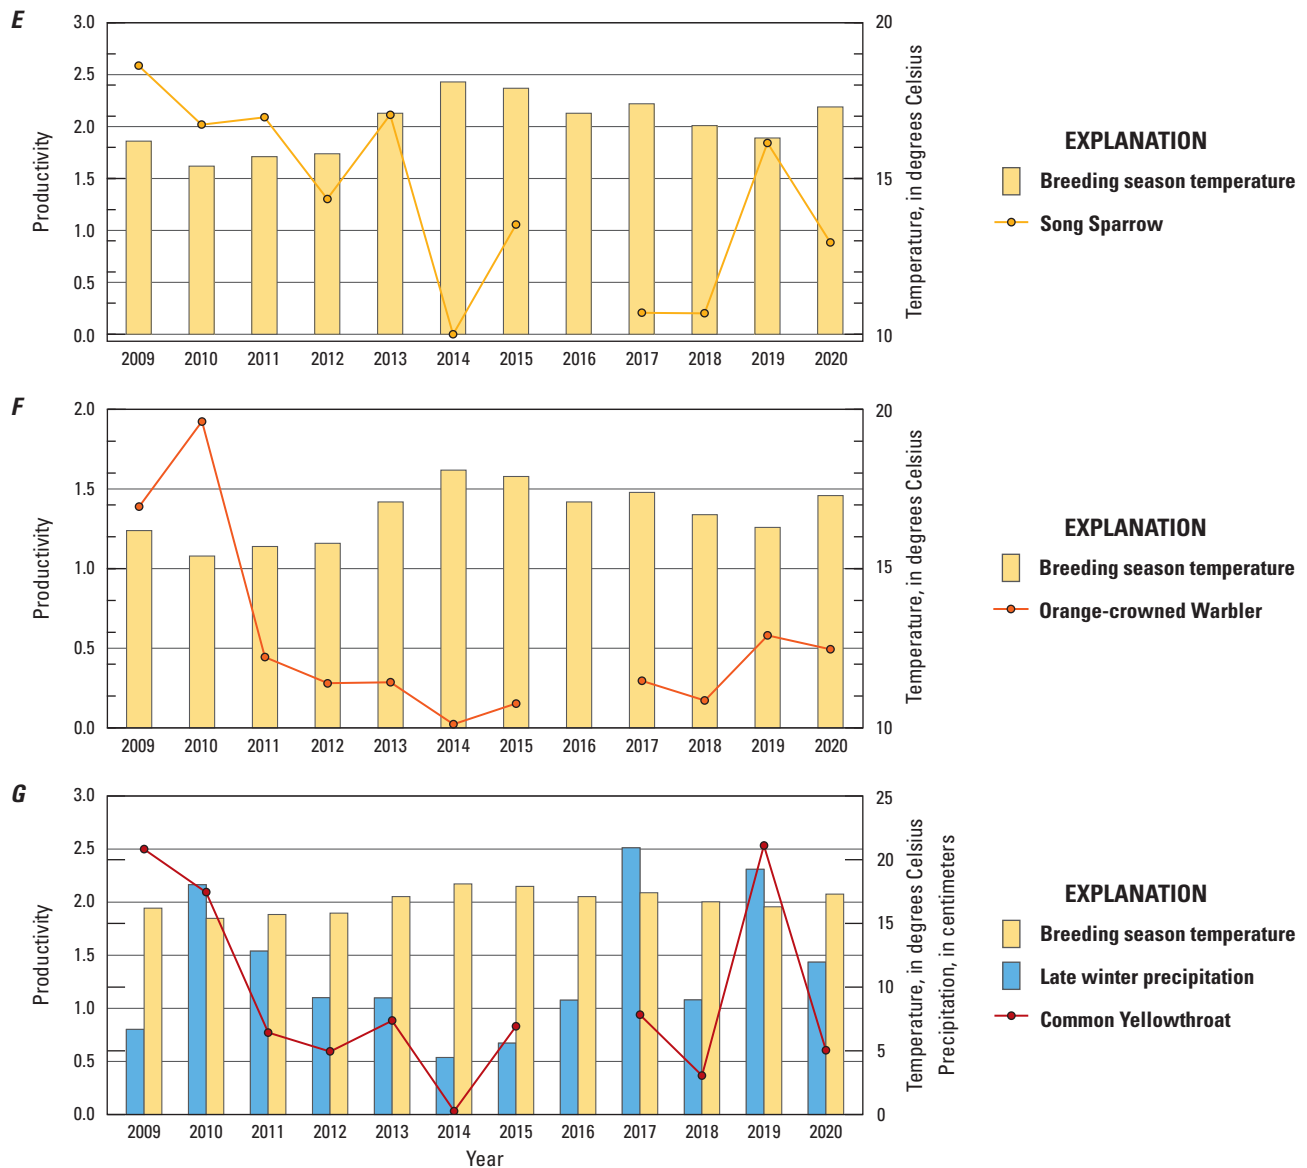 E
3.0
2.5
2.0
1.5
1.0
0.5
0.0
Productivity
20
15
10
Temperature, in degrees Celsius
2009 2010 2011 2012 2013 2014 2015 2016 2017 2018 2019 2020
EXPLANATION
Breeding season temperature
Song Sparrow
F
2.0
1.5
1.0
0.5
0.0
Productivity
20
15
10
Temperature, in degrees Celsius
2009 2010 2011 2012 2013 2014 2015 2016 2017 2018 2019 2020
EXPLANATION
Breeding season temperature
Orange-crowned Warbler
G
3.0
2.5
2.0
1.5
1.0
0.5
0.0
Productivity
25
20
15
10
5
0
Temperature, in degrees Celsius
Precipitation, in centimeters
2009 2010 2011 2012 2013 2014 2015 2016 2017 2018 2019 2020
Year
EXPLANATION
Breeding season temperature
Late winter precipitation
Common Yellowthroat